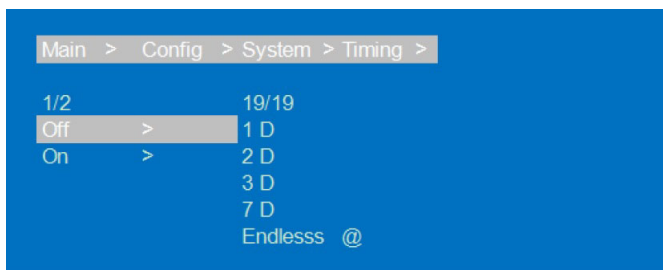 Main > Config > System > Timing >
1/2 19/19
Off > 1 D
On > 2 D
3 D
7 D
Endlesss @